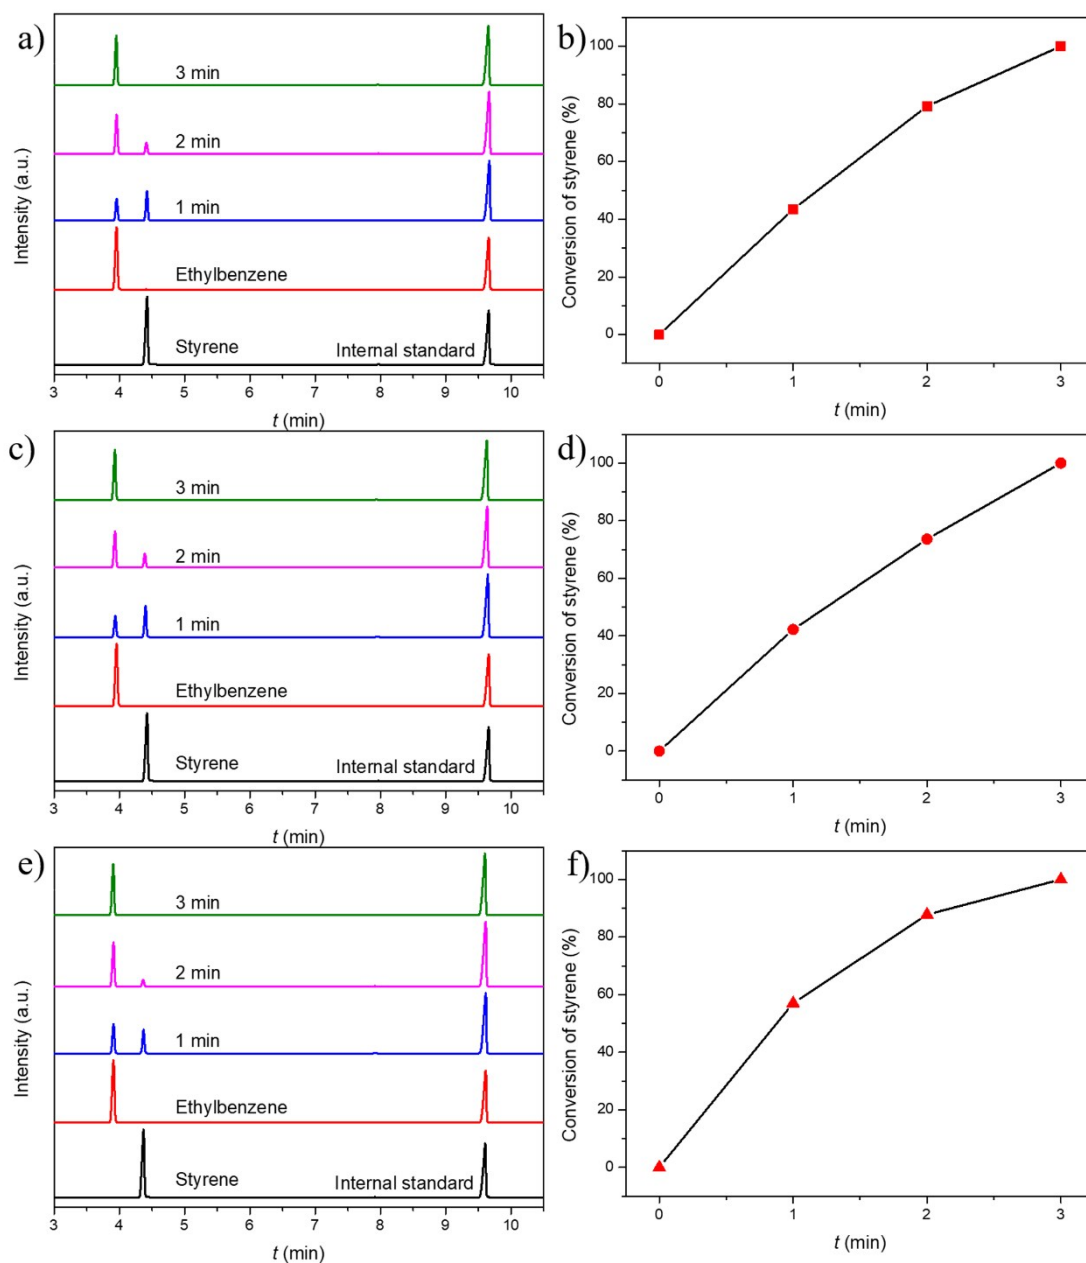 a)
Intensity (a.u.)
3 min
2 min
1 min
Ethylbenzene
Styrene
Internal standard
3 4 5 6 7 8 9 10
t (min)
b)
Conversion of styrene (%)
100
80
60
40
20
0
0 1 2 3
t (min)
c)
Intensity (a.u.)
3 min
2 min
1 min
Ethylbenzene
Styrene
Internal standard
3 4 5 6 7 8 9 10
t (min)
d)
Conversion of styrene (%)
100
80
60
40
20
0
0 1 2 3
t (min)
e)
Intensity (a.u.)
3 min
2 min
1 min
Ethylbenzene
Styrene
Internal standard
3 4 5 6 7 8 9 10
t (min)
f)
Conversion of styrene (%)
100
80
60
40
20
0
0 1 2 3
t (min)